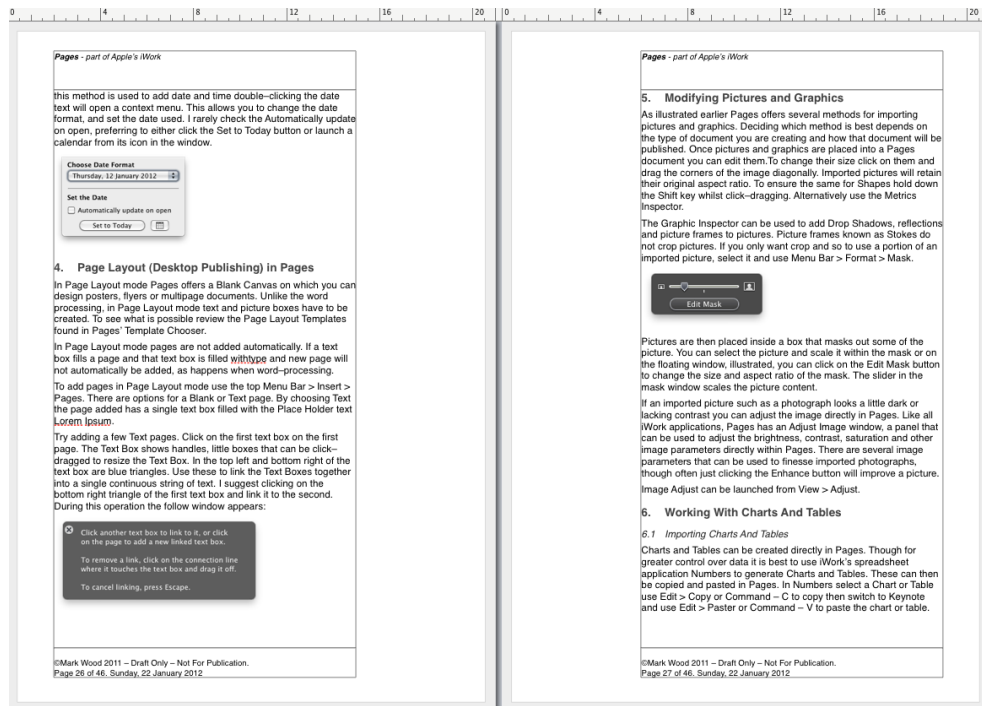 0 4 8 12 16 20 0 4 8 12 16 20
Pages - part of Apple's iWork
this method is used to add date and time double–clicking the date
text will open a context menu. This allows you to change the date
format, and set the date used. I rarely check the Automatically update
on open, preferring to either click the Set to Today button or launch a
calendar from its icon in the window.
Choose Date Format
Thursday, 12 January 2012
Set the Date
Automatically update on open
Set to Today
4. Page Layout (Desktop Publishing) in Pages
In Page Layout mode Pages offers a Blank Canvas on which you can
design posters, flyers or multipage documents. Unlike the word
processing, in Page Layout mode text and picture boxes have to be
created. To see what is possible review the Page Layout Templates
found in Pages' Template Chooser.
In Page Layout mode pages are not added automatically. If a text
box fills a page and that text box is filled withtype and new page will
not automatically be added, as happens when word–processing.
To add pages in Page Layout mode use the top Menu Bar > Insert >
Pages. There are options for a Blank or Text page. By choosing Text
the page added has a single text box filled with the Place Holder text
Lorem Ipsum.
Try adding a few Text pages. Click on the first text box on the first
page. The Text Box shows handles, little boxes that can be click–
dragged to resize the Text Box. In the top left and bottom right of the
text box are blue triangles. Use these to link the Text Boxes together
into a single continuous string of text. I suggest clicking on the
bottom right triangle of the first text box and link it to the second.
During this operation the follow window appears:
Click another text box to link to it, or click
on the page to add a new linked text box.
To remove a link, click on the connection line
where it touches the text box and drag it off.
To cancel linking, press Escape.
©Mark Wood 2011 – Draft Only – Not For Publication.
Page 26 of 46. Sunday, 22 January 2012
Pages - part of Apple's iWork
5. Modifying Pictures and Graphics
As illustrated earlier Pages offers several methods for importing
pictures and graphics. Deciding which method is best depends on
the type of document you are creating and how that document will be
published. Once pictures and graphics are placed into a Pages
document you can edit them.To change their size click on them and
drag the corners of the image diagonally. Imported pictures will retain
their original aspect ratio. To ensure the same for Shapes hold down
the Shift key whilst click–dragging. Alternatively use the Metrics
Inspector.
The Graphic Inspector can be used to add Drop Shadows, reflections
and picture frames to pictures. Picture frames known as Stokes do
not crop pictures. If you only want crop and so to use a portion of an
imported picture, select it and use Menu Bar > Format > Mask.
Edit Mask
Pictures are then placed inside a box that masks out some of the
picture. You can select the picture and scale it within the mask or on
the floating window, illustrated, you can click on the Edit Mask button
to change the size and aspect ratio of the mask. The slider in the
mask window scales the picture content.
If an imported picture such as a photograph looks a little dark or
lacking contrast you can adjust the image directly in Pages. Like all
iWork applications, Pages has an Adjust Image window, a panel that
can be used to adjust the brightness, contrast, saturation and other
image parameters directly within Pages. There are several image
parameters that can be used to finesse imported photographs,
though often just clicking the Enhance button will improve a picture.
Image Adjust can be launched from View > Adjust.
6. Working With Charts And Tables
6.1 Importing Charts And Tables
Charts and Tables can be created directly in Pages. Though for
greater control over data it is best to use iWork's spreadsheet
application Numbers to generate Charts and Tables. These can then
be copied and pasted in Pages. In Numbers select a Chart or Table
use Edit > Copy or Command – C to copy then switch to Keynote
and use Edit > Paster or Command – V to paste the chart or table.
©Mark Wood 2011 – Draft Only – Not For Publication.
Page 27 of 46. Sunday, 22 January 2012